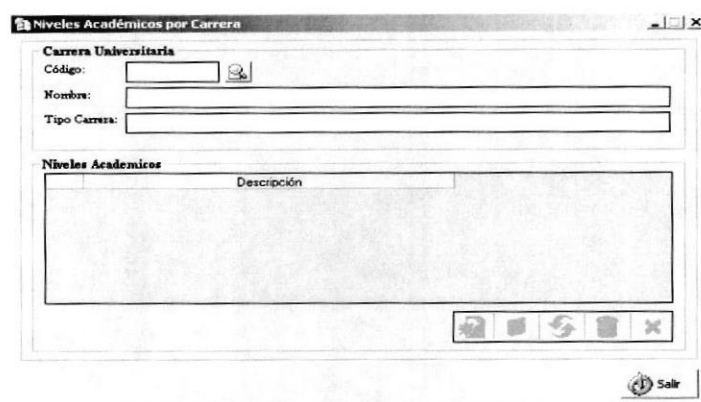 Niveles Académicos por Carrera
Carrera Universitaria
Código:
Nombre:
Tipo Carrera:
Niveles Academicos
Descripción
Salir